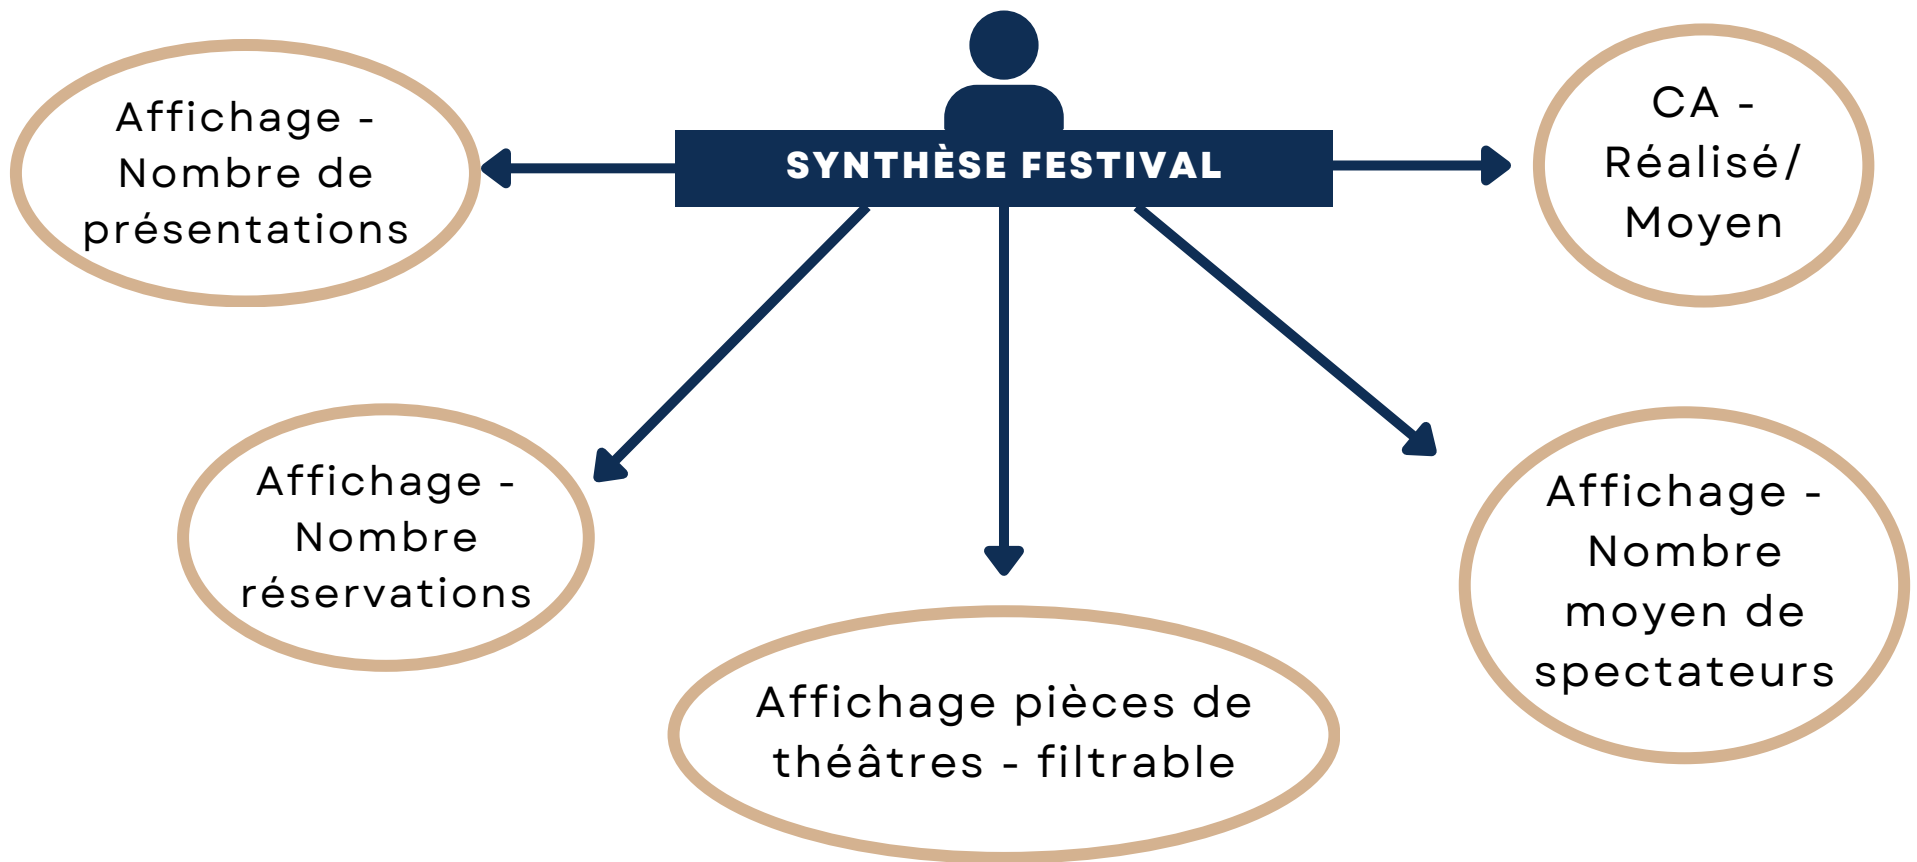 SYNTHÈSE FESTIVAL
Affichage -
Nombre de
présentations
CA -
Réalisé/
Moyen
Affichage -
Nombre
réservations
Affichage -
Nombre
moyen de
spectateurs
Affichage pièces de
théâtres - filtrable